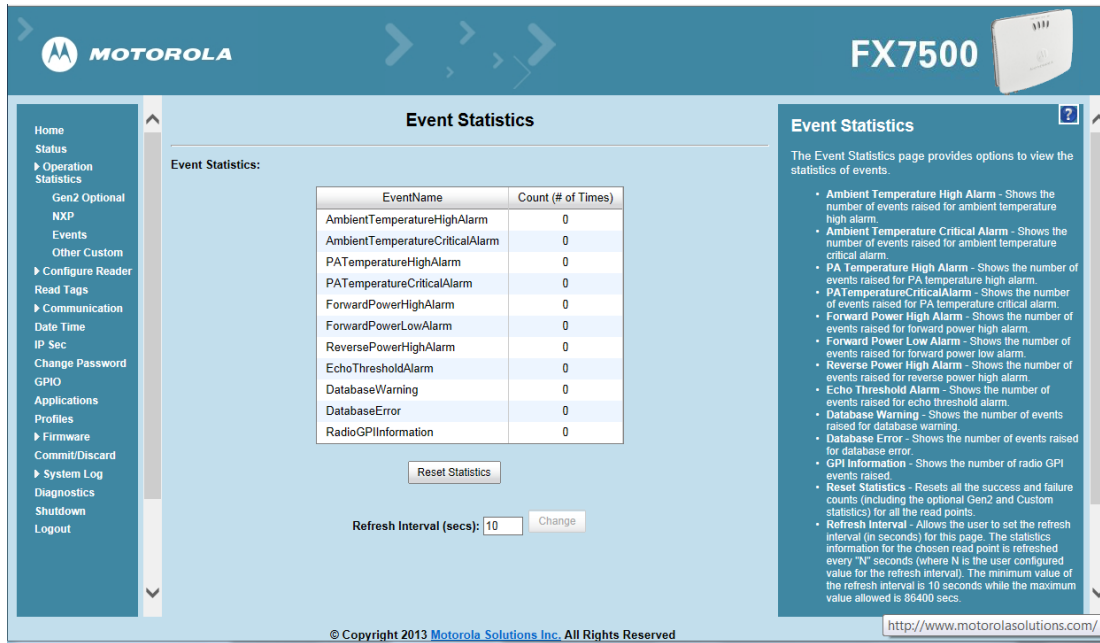 MOTOROLA
FX7500
Home
Status
Operation
Statistics
Gen2 Optional
NXP
Events
Other Custom
Configure Reader
Read Tags
Communication
Date Time
IP Sec
Change Password
GPIO
Applications
Profiles
Firmware
Commit/Discard
System Log
Diagnostics
Shutdown
Logout
Event Statistics
Event Statistics:
EventName Count (# of Times)
AmbientTemperatureHighAlarm 0
AmbientTemperatureCriticalAlarm 0
PATemperatureHighAlarm 0
PATemperatureCriticalAlarm 0
ForwardPowerHighAlarm 0
ForwardPowerLowAlarm 0
ReversePowerHighAlarm 0
EchoThresholdAlarm 0
DatabaseWarning 0
DatabaseError 0
RadioGPIInformation 0
Reset Statistics
Refresh Interval (secs): 10 Change
?
Event Statistics
The Event Statistics page provides options to view the
statistics of events.
• Ambient Temperature High Alarm - Shows the
number of events raised for ambient temperature
high alarm.
• Ambient Temperature Critical Alarm - Shows the
number of events raised for ambient temperature
critical alarm.
• PA Temperature High Alarm - Shows the number of
events raised for PA temperature high alarm.
• PATemperatureCriticalAlarm - Shows the number
of events raised for PA temperature critical alarm.
• Forward Power High Alarm - Shows the number of
events raised for forward power high alarm.
• Forward Power Low Alarm - Shows the number of
events raised for forward power low alarm.
• Reverse Power High Alarm - Shows the number of
events raised for reverse power high alarm.
• Echo Threshold Alarm - Shows the number of
events raised for echo threshold alarm.
• Database Warning - Shows the number of events
raised for database warning.
• Database Error - Shows the number of events raised
for database error.
• GPI Information - Shows the number of radio GPI
events raised.
• Reset Statistics - Resets all the success and failure
counts (including the optional Gen2 and Custom
statistics) for all the read points.
• Refresh Interval - Allows the user to set the refresh
interval (in seconds) for this page. The statistics
information for the chosen read point is refreshed
every "N" seconds (where N is the user configured
value for the refresh interval). The minimum value of
the refresh interval is 10 seconds while the maximum
value allowed is 86400 secs.
© Copyright 2013 Motorola Solutions Inc. All Rights Reserved
http://www.motorolasolutions.com/